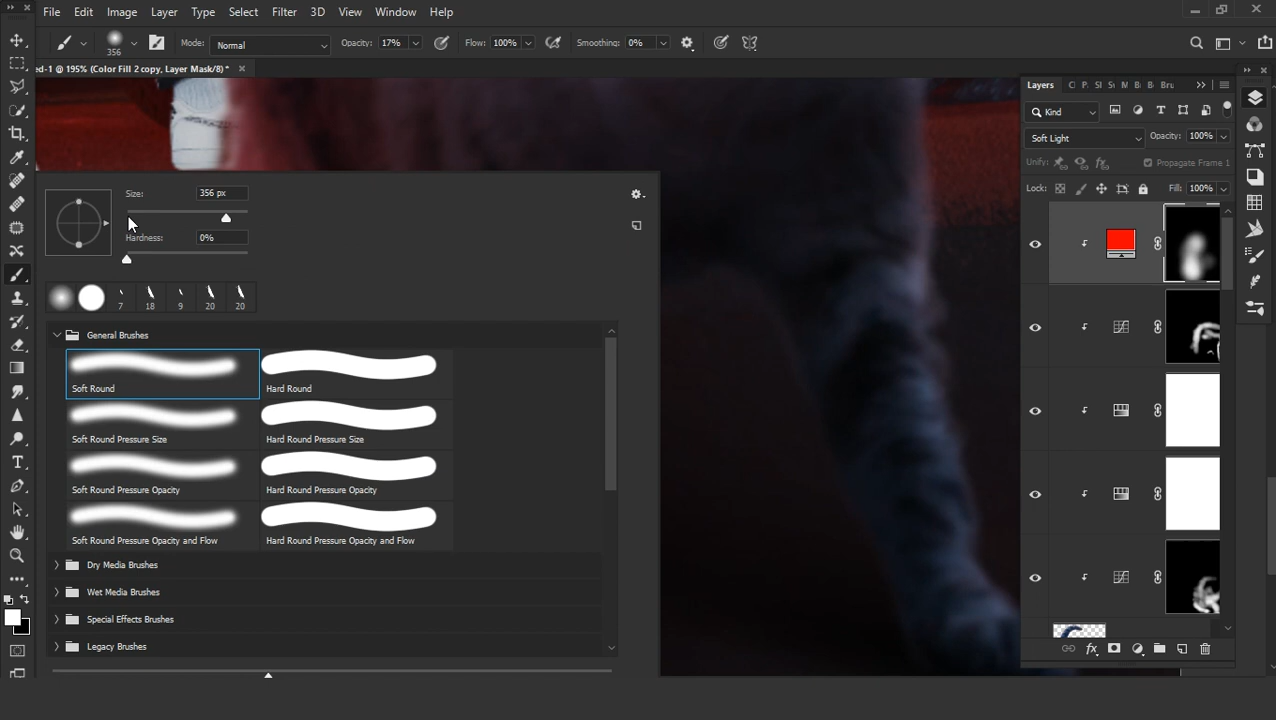 File Edit Image Layer Type Select Filter 3D View Window Help
356 Mode: Normal Opacity: 17% Flow: 100% Smoothing: 0%
ed-1 @ 195% (Color Fill 2 copy, Layer Mask/8) *
Size: 356 px
Hardness: 0%
7 18 9 20 20
General Brushes
Soft Round Hard Round
Soft Round Pressure Size Hard Round Pressure Size
Soft Round Pressure Opacity Hard Round Pressure Opacity
Soft Round Pressure Opacity and Flow Hard Round Pressure Opacity and Flow
Dry Media Brushes
Wet Media Brushes
Special Effects Brushes
Legacy Brushes
Layers
Kind
Soft Light Opacity: 100%
Unify: Propagate Frame 1
Lock: Fill: 100%
fx